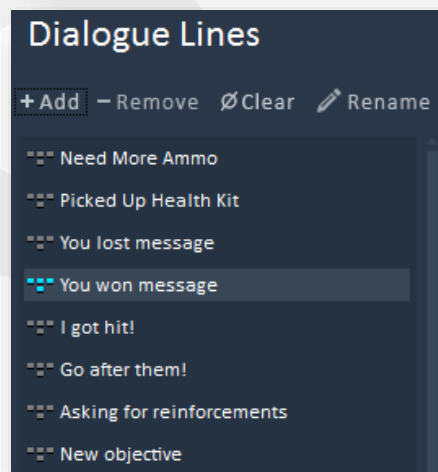 Dialogue Lines
+ Add − Remove Ø Clear Rename
Need More Ammo
Picked Up Health Kit
You lost message
You won message
I got hit!
Go after them!
Asking for reinforcements
New objective